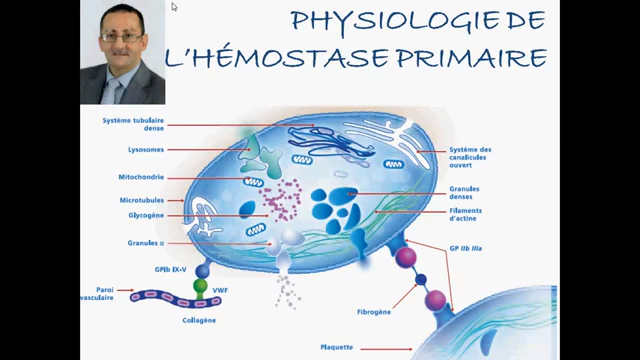 PHYSIOLOGIE DE
L'HÉMOSTASE PRIMAIRE
Système tubulaire
dense
Lysosomes
Mitochondrie
Microtubules
Glycogène
Granules α
GPIb IX-V
Paroi
vasculaire
VWF
Collagène
Système des
canalicules
ouvert
Granules
denses
Filaments
d'actine
GP IIb IIIa
Fibrogène
Plaquette